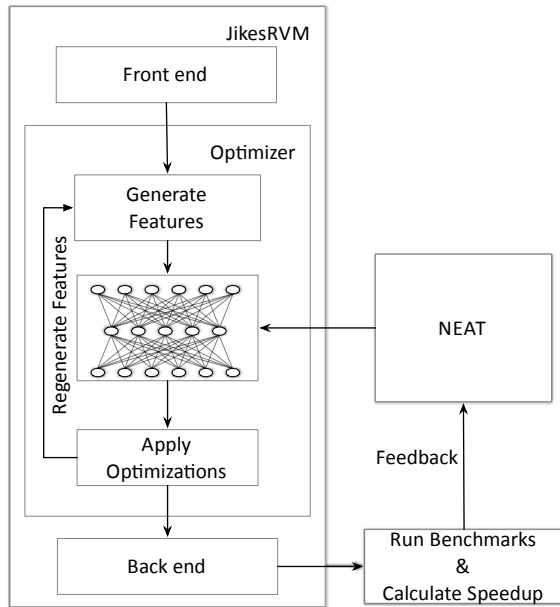 JikesRVM
Front end
Optimizer
Generate
Features
Regenerate Features
NEAT
Apply
Optimizations
Feedback
Back end
Run Benchmarks
&
Calculate Speedup